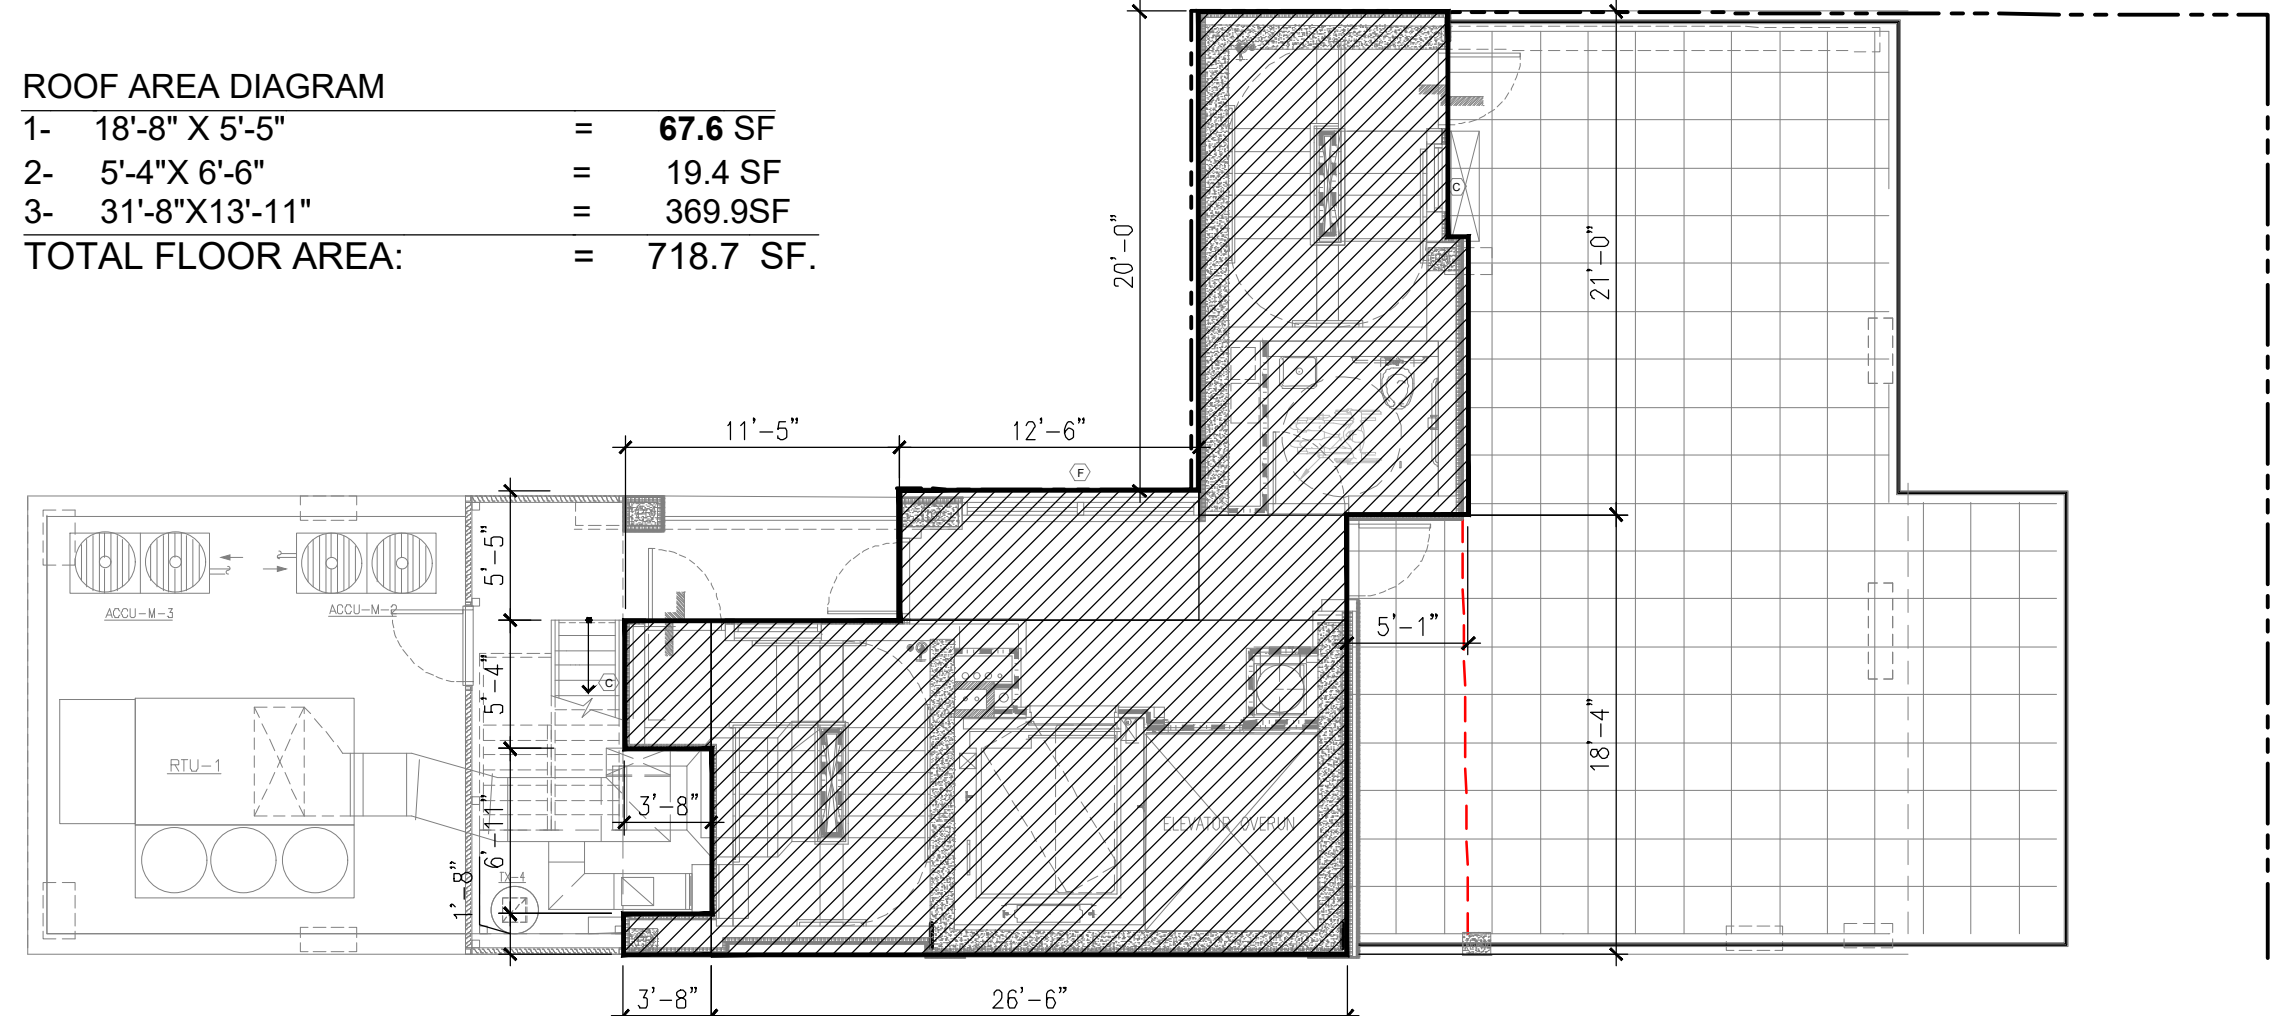 ROOF AREA DIAGRAM
1- 18'-8" X 5'-5" = 67.6 SF
2- 5'-4"X 6'-6" = 19.4 SF
3- 31'-8"X13'-11" = 369.9SF
TOTAL FLOOR AREA: = 718.7 SF.
20'-0"
21'-0"
C
11'-5"
12'-6"
F
5'-5"
ACCU-M-3
ACCU-M-2
5'-1"
5'-4"
C
18'-4"
RTU-1
3'-8"
ELEVATOR OVERUN
6'-11"
1'-8"
TX-4
3'-8"
26'-6"